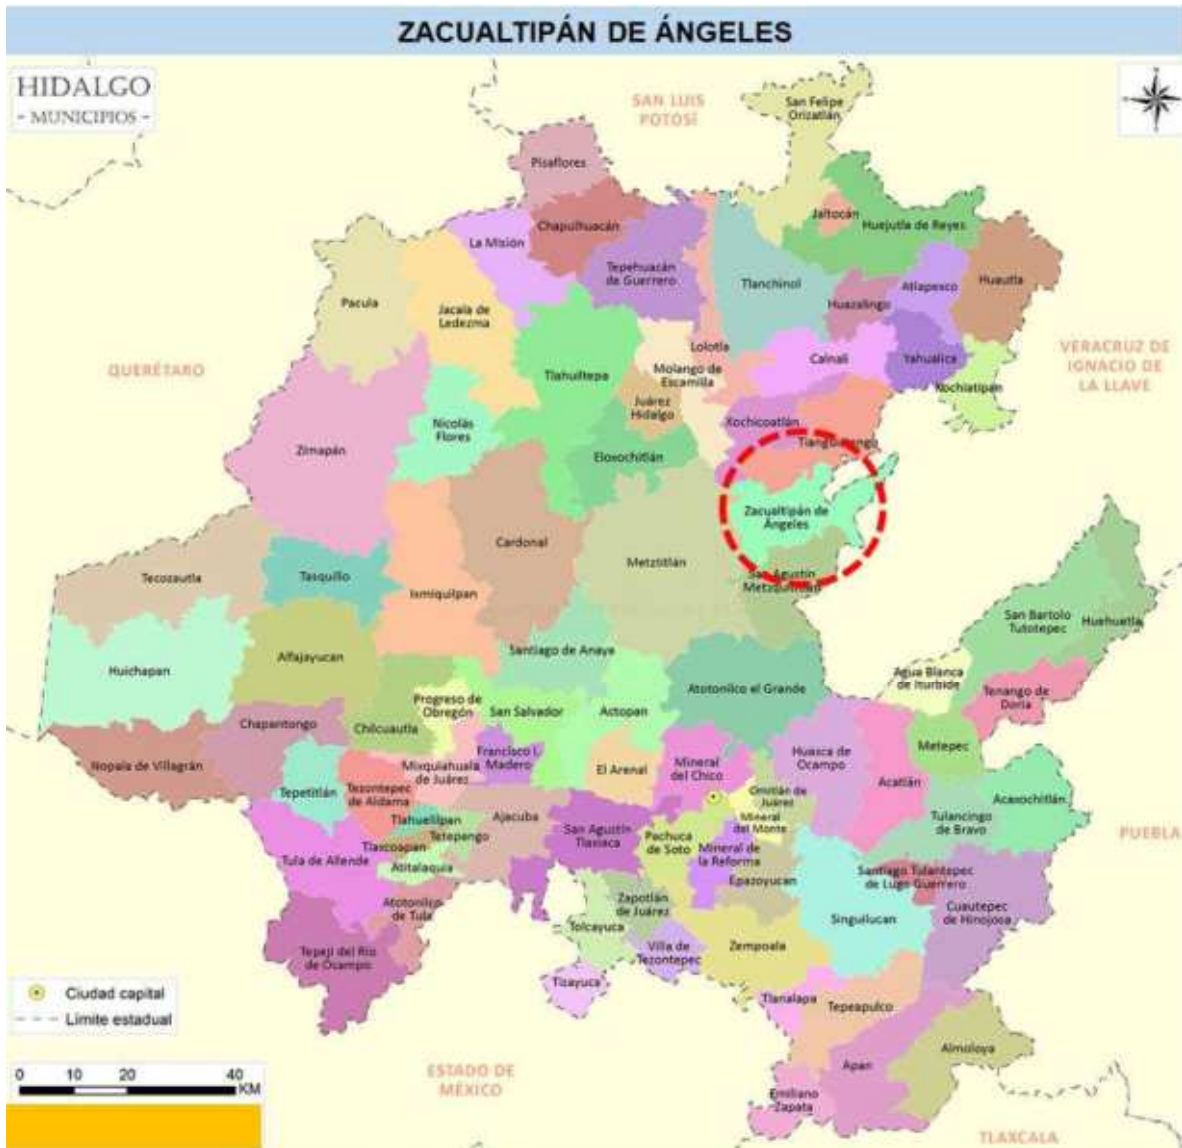 ZACUALTIPÁN DE ÁNGELES
HIDALGO
- MUNICIPIOS -
SAN LUIS
POTOSÍ
San Felipe
Orizatlán
Pisaflores
Jaltocán
Huejutla de Reyes
Chapulhuacán
La Misión
Tepehuacán
de Guerrero
Tlanchinol
Atlapexco
Huautla
Pacula
Jacala de
Ledezma
Huazalingo
Lolotla
Calnali
Yahualica
VERACRUZ DE
IGNACIO DE
LA LLAVE
QUERÉTARO
Tlahuiltepa
Molango de
Escamilla
Xochiatipan
Juárez
Hidalgo
Nicolás
Flores
Xochicoatlán
Zimapán
Eloxochitlán
Zacualtipán de
Ángeles
Cardonal
Metztitlán
Tecozautla
Tasquillo
Ixmiquilpan
San Agustín
San Bartolo
Tutotepec
Huehuetla
Santiago de Anaya
Huichapan
Alfajayucan
Agua Blanca
de Iturbide
Atotonilco el Grande
Tenango de
Doria
Progreso de
Obregón
San Salvador
Actopan
Chapantongo
Chilcuautla
Metepec
Nopala de Villagrán
Mixquiahuala
de Juárez
Francisco I.
Madero
El Arenal
Mineral
del Chico
Huasca de
Ocampo
Acatlán
Tepetitlán
Tezontepec
de Aldama
Omitlán de
Juárez
Acaxochitlán
Tlahuelilpan
Ajacuba
San Agustín
Tlaxiaca
Mineral
del Monte
Tulancingo
de Bravo
PUEBLA
Tetepango
Pachuca
de Soto
Tlaxcoapan
Mineral de
la Reforma
Tula de Allende
Atitalaquia
Epazoyucan
Santiago Tulantepec
de Lugo Guerrero
Atotonilco
de Tula
Zapotlán
de Juárez
Singuilucan
Cuautepec
de Hinojosa
Tolcayuca
Tepeji del Río
de Ocampo
Villa de
Tezontepec
Zempoala
Tizayuca
Ciudad capital
Límite estadual
Tlanalapa
Tepeapulco
Almoloya
0 10 20 40
KM
ESTADO DE
MÉXICO
Apan
Emiliano
Zapata
TLAXCALA